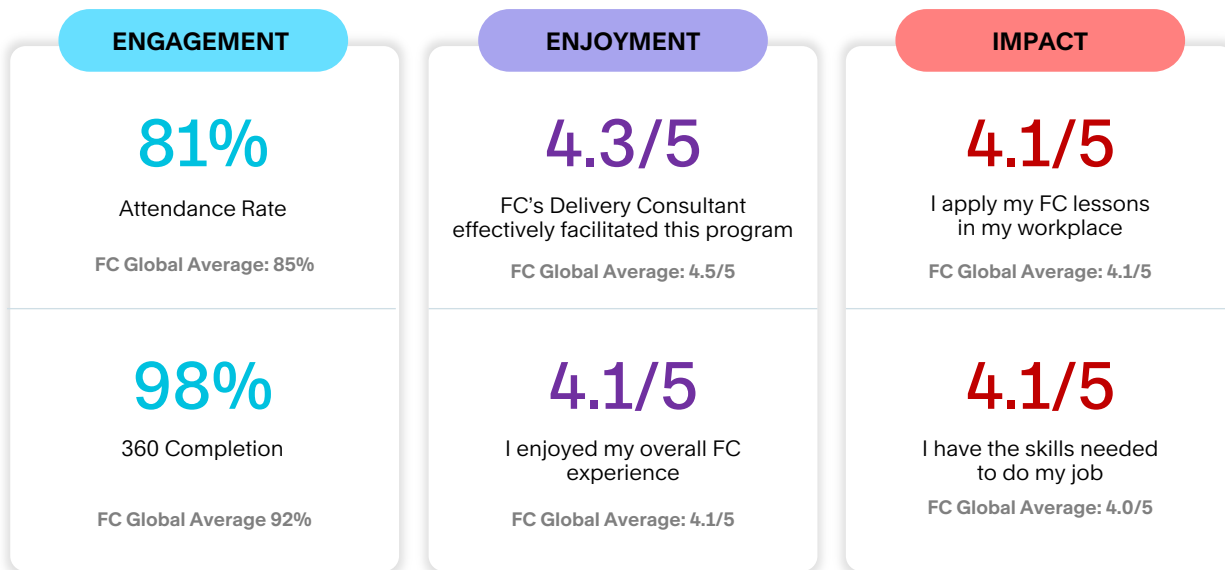 ENGAGEMENT
81%
Attendance Rate
FC Global Average: 85%
98%
360 Completion
FC Global Average 92%
ENJOYMENT
4.3/5
FC’s Delivery Consultant
effectively facilitated this program
FC Global Average: 4.5/5
4.1/5
I enjoyed my overall FC
experience
FC Global Average: 4.1/5
IMPACT
4.1/5
I apply my FC lessons
in my workplace
FC Global Average: 4.1/5
4.1/5
I have the skills needed
to do my job
FC Global Average: 4.0/5